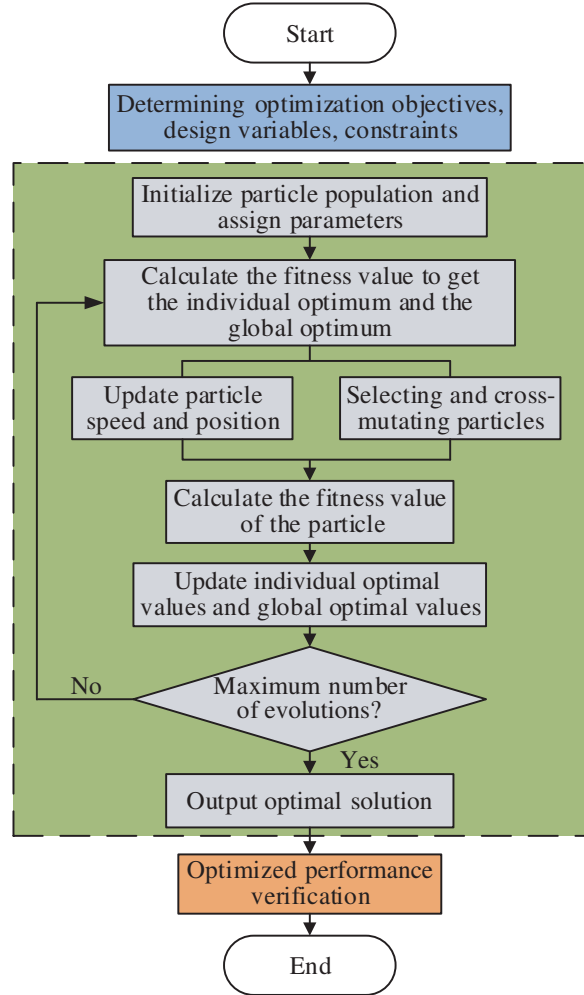 Start
Determining optimization objectives,
design variables, constraints
Initialize particle population and
assign parameters
Calculate the fitness value to get
the individual optimum and the
global optimum
Update particle
speed and position
Selecting and cross-
mutating particles
Calculate the fitness value
of the particle
Update individual optimal
values and global optimal values
No
Maximum number
of evolutions?
Yes
Output optimal solution
Optimized performance
verification
End